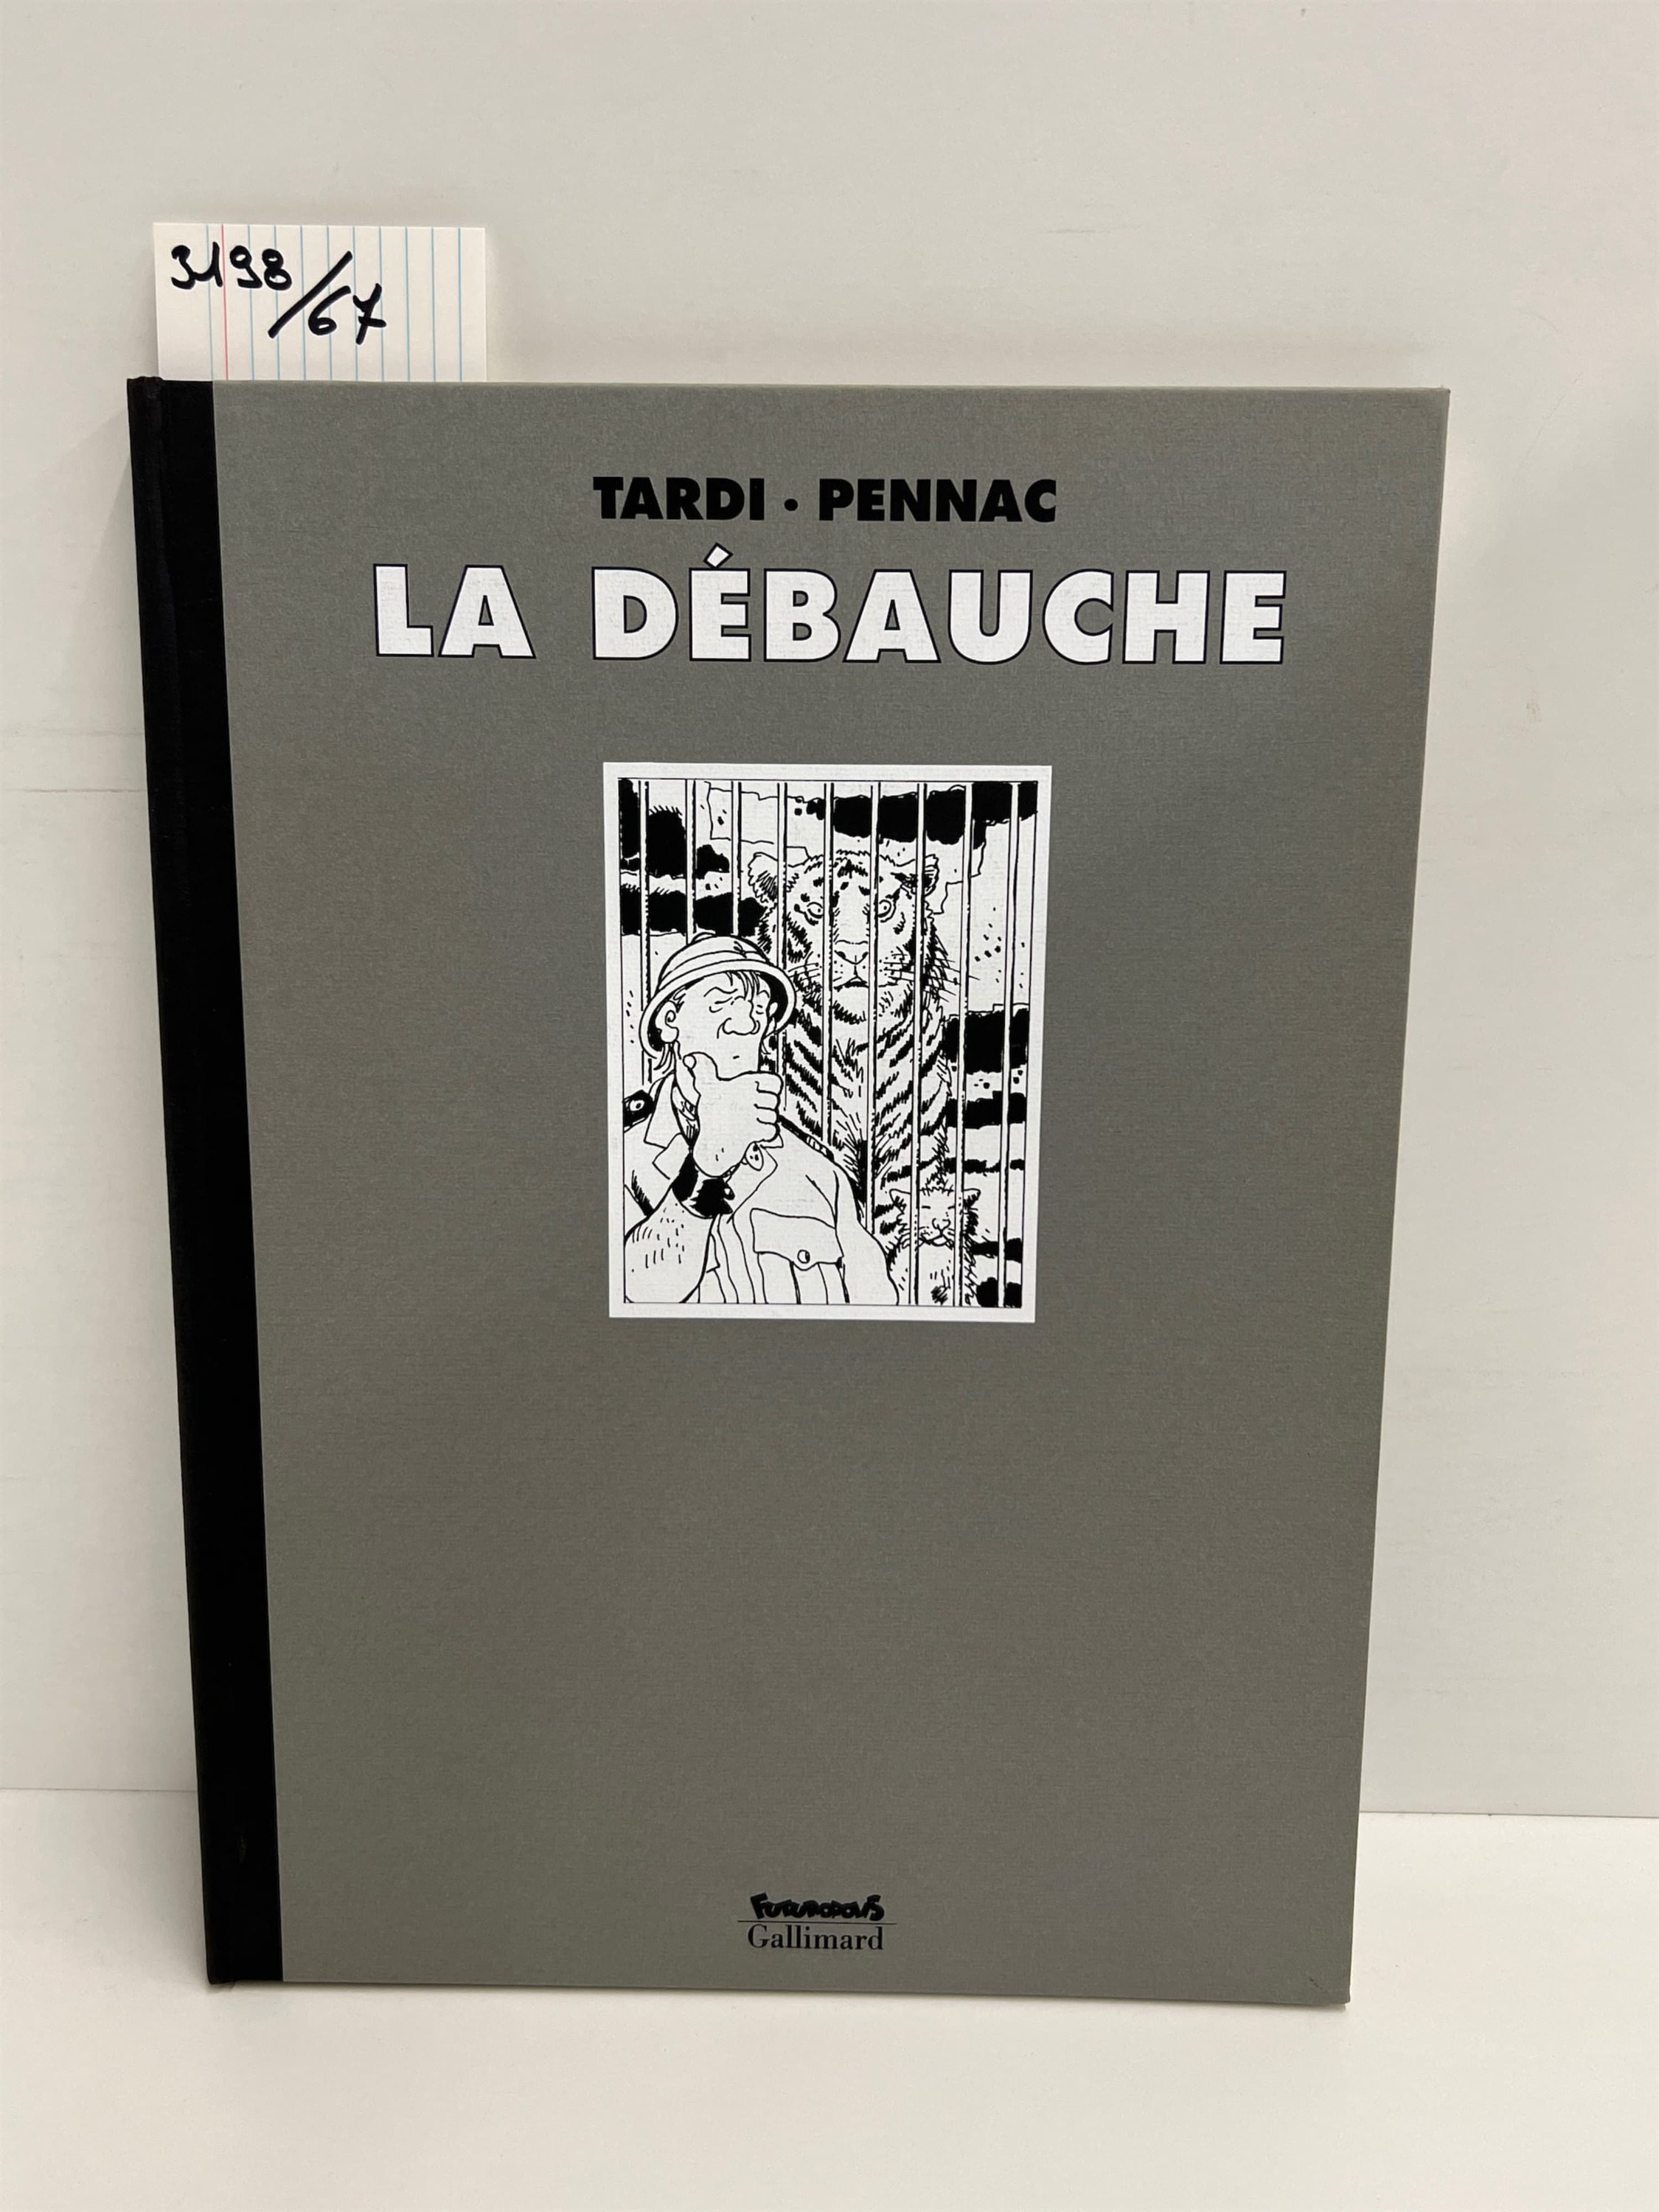 3198/67
TARDI • PENNAC
LA DÉBAUCHE
FUTUROPOLIS
Gallimard